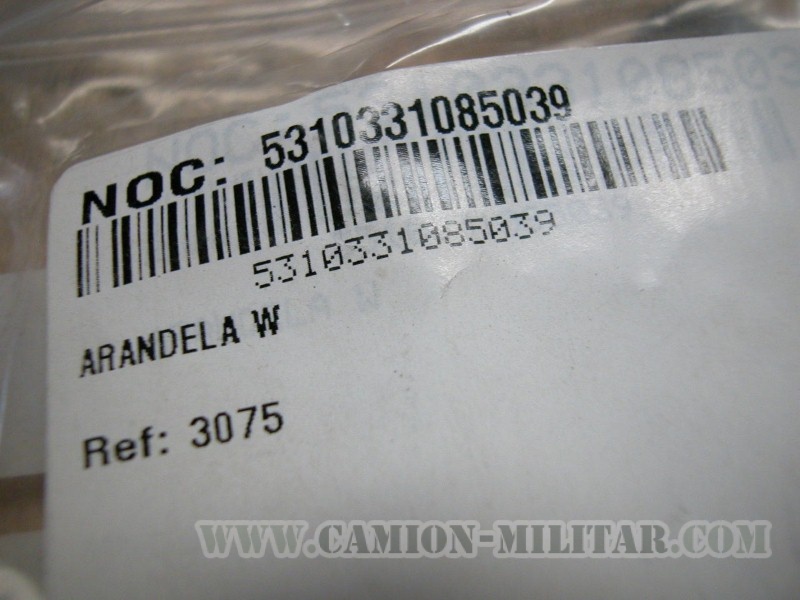 NOC: 5310331085039
5310331085039
ARANDELA W
Ref: 3075
www.CAMION-MILITAR.COM